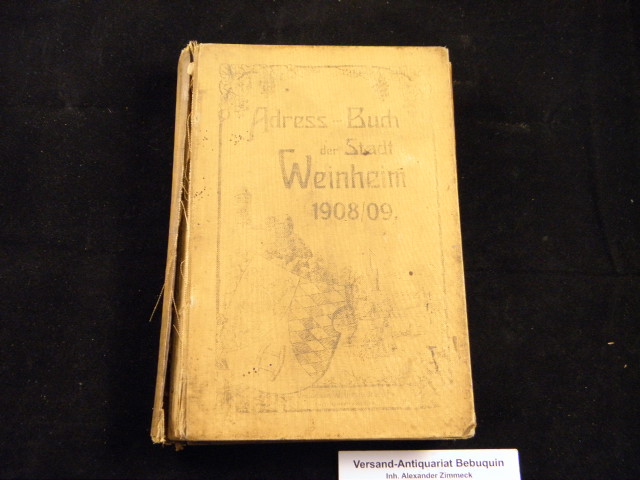 Adress-Buch
der Stadt
Weinheim
1908/09.
Versand-Antiquariat Bebuquin
Inh. Alexander Zimmeck